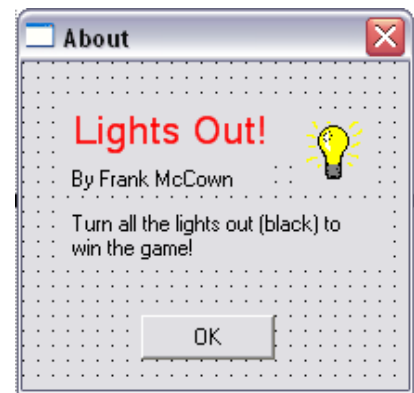 About
Lights Out!
By Frank McCown
Turn all the lights out (black) to
win the game!
OK